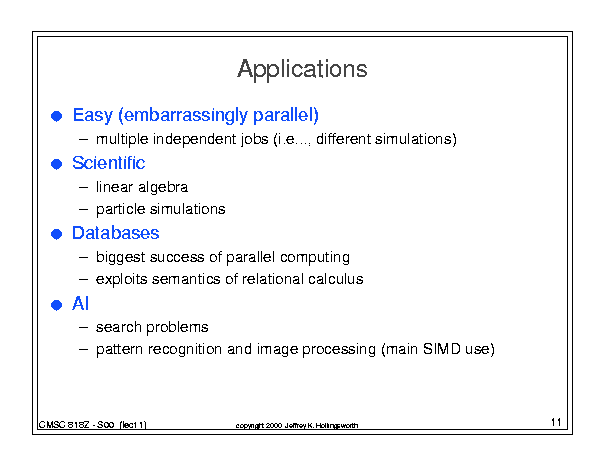 Applications
Easy (embarrassingly parallel)
– multiple independent jobs (i.e..., different simulations)
Scientific
– linear algebra
– particle simulations
Databases
– biggest success of parallel computing
– exploits semantics of relational calculus
AI
– search problems
– pattern recognition and image processing (main SIMD use)
CMSC 818Z - S00 (lect 1)
copyright 2000 Jeffrey K. Hollingsworth
11